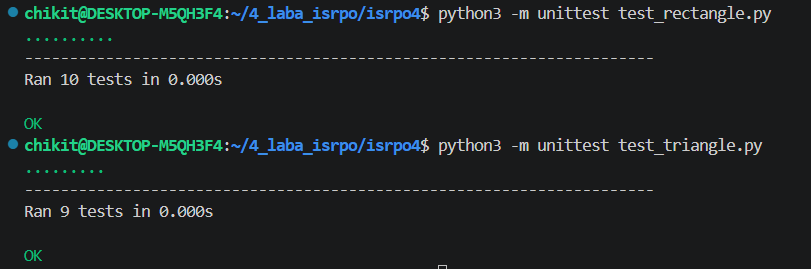 chikit@DESKTOP-M5QH3F4:~/4_laba_isrpo/isrpo4$ python3 -m unittest test_rectangle.py
..........
----------------------------------------------------------------------
Ran 10 tests in 0.000s
OK
chikit@DESKTOP-M5QH3F4:~/4_laba_isrpo/isrpo4$ python3 -m unittest test_triangle.py
.........
----------------------------------------------------------------------
Ran 9 tests in 0.000s
OK